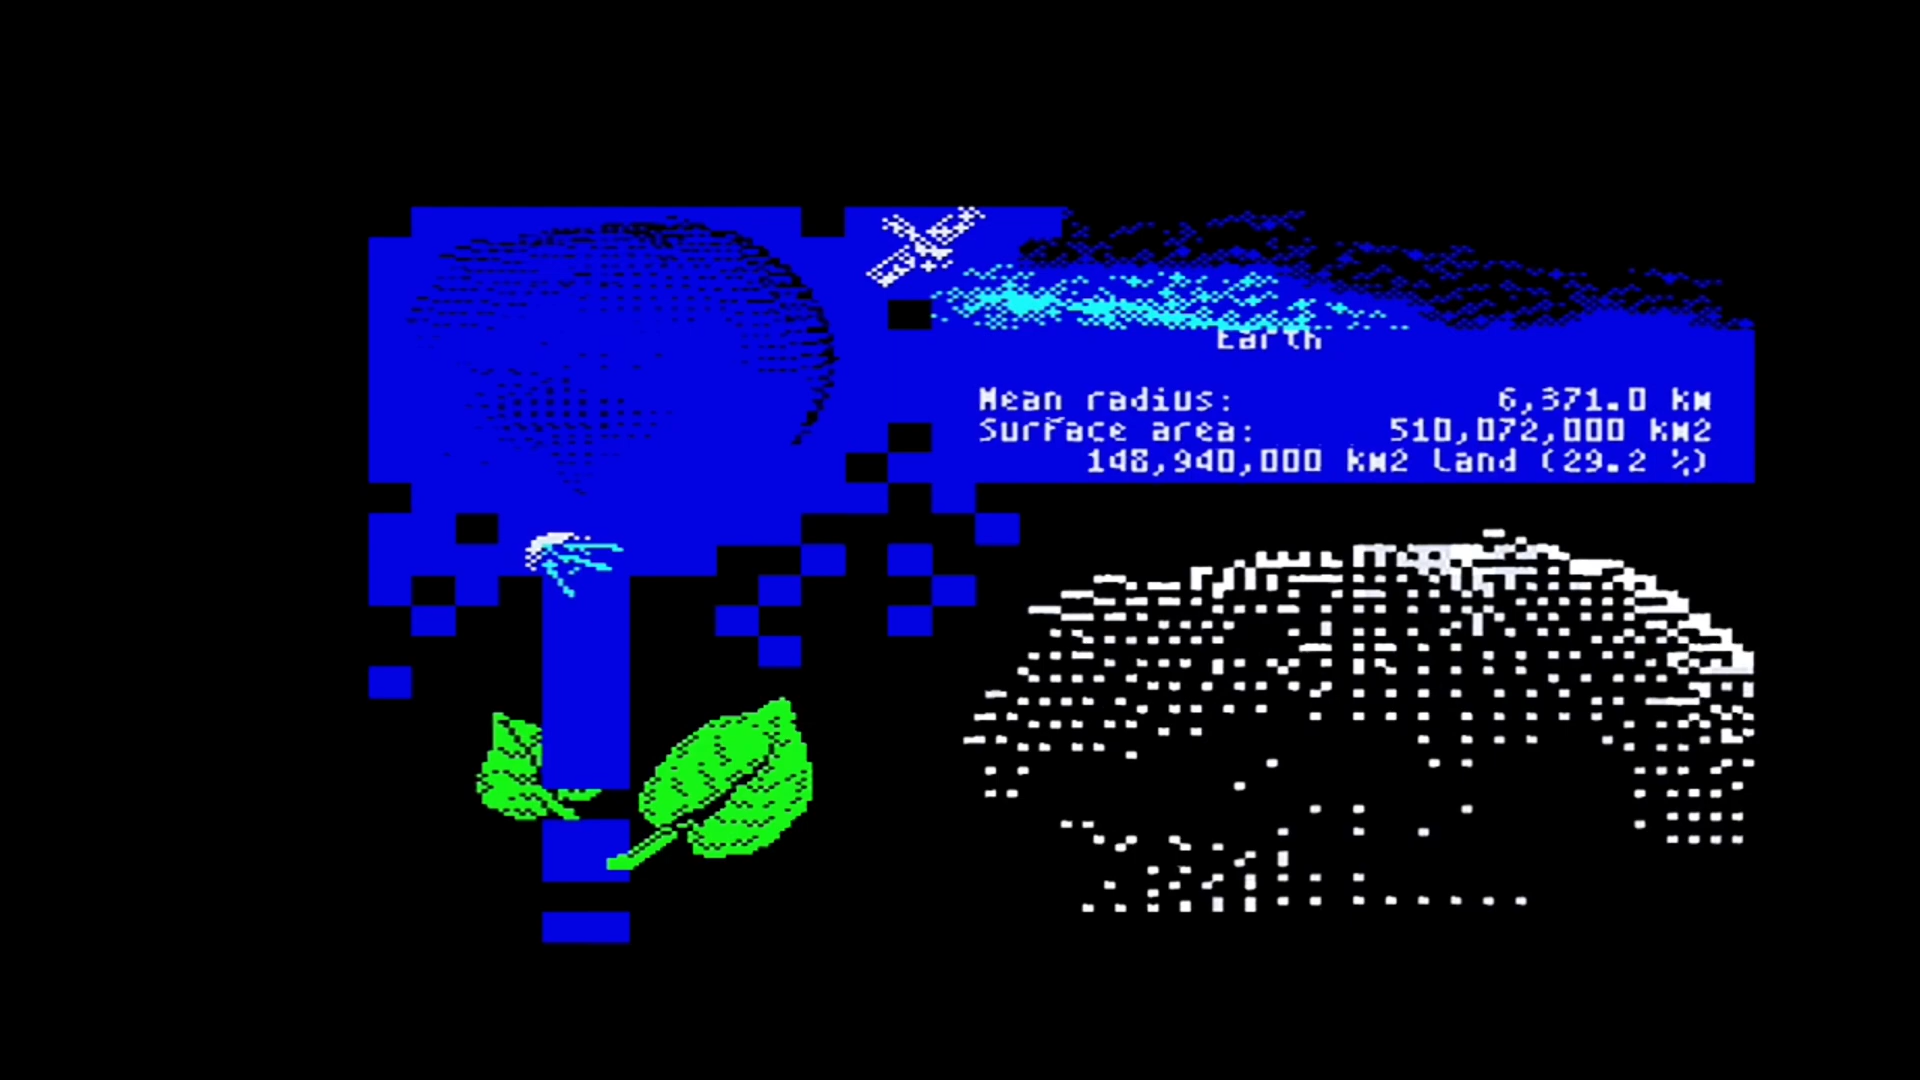 Earth
Mean radius: 6,371.0 km
Surface area: 510,072,000 km2
148,940,000 km2 land (29.2 %)